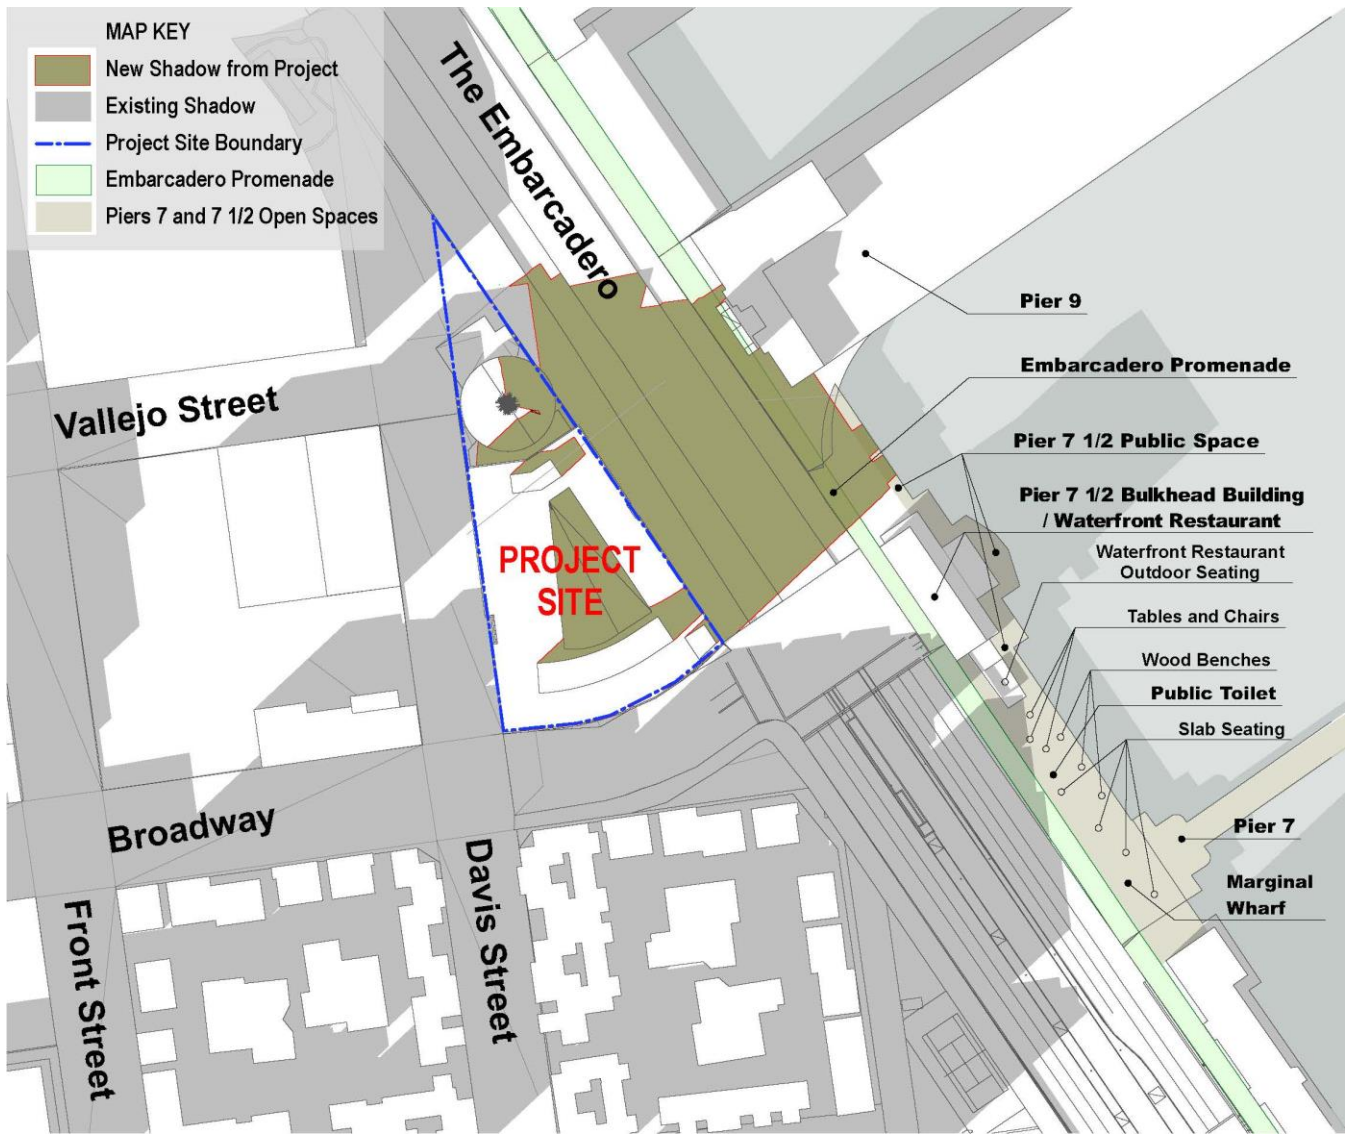 MAP KEY
New Shadow from Project
Existing Shadow
Project Site Boundary
Embarcadero Promenade
Piers 7 and 7 1/2 Open Spaces
The Embarcadero
Pier 9
Embarcadero Promenade
Vallejo Street
Pier 7 1/2 Public Space
Pier 7 1/2 Bulkhead Building
/ Waterfront Restaurant
Waterfront Restaurant
Outdoor Seating
PROJECT
SITE
Tables and Chairs
Wood Benches
Public Toilet
Slab Seating
Broadway
Pier 7
Marginal
Wharf
Davis Street
Front Street